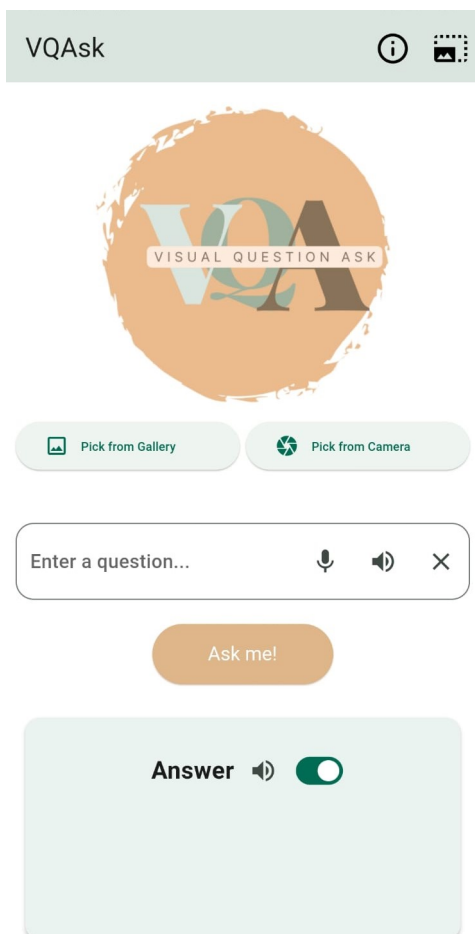 VQAsk
VQA
VISUAL QUESTION ASK
Pick from Gallery
Pick from Camera
Enter a question...
Ask me!
Answer